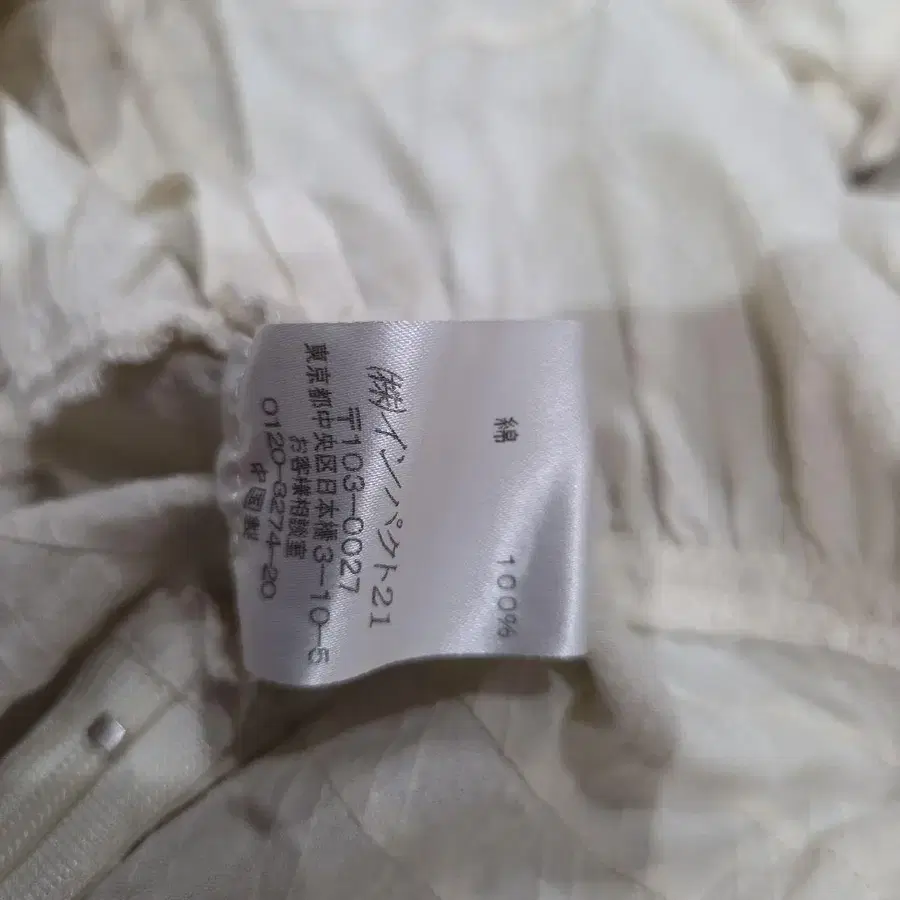 綿 100%
㈱インパクト21
〒103-0027
東京都中央区日本橋3-10-5
お客様相談室
0120-3274-20
中国製